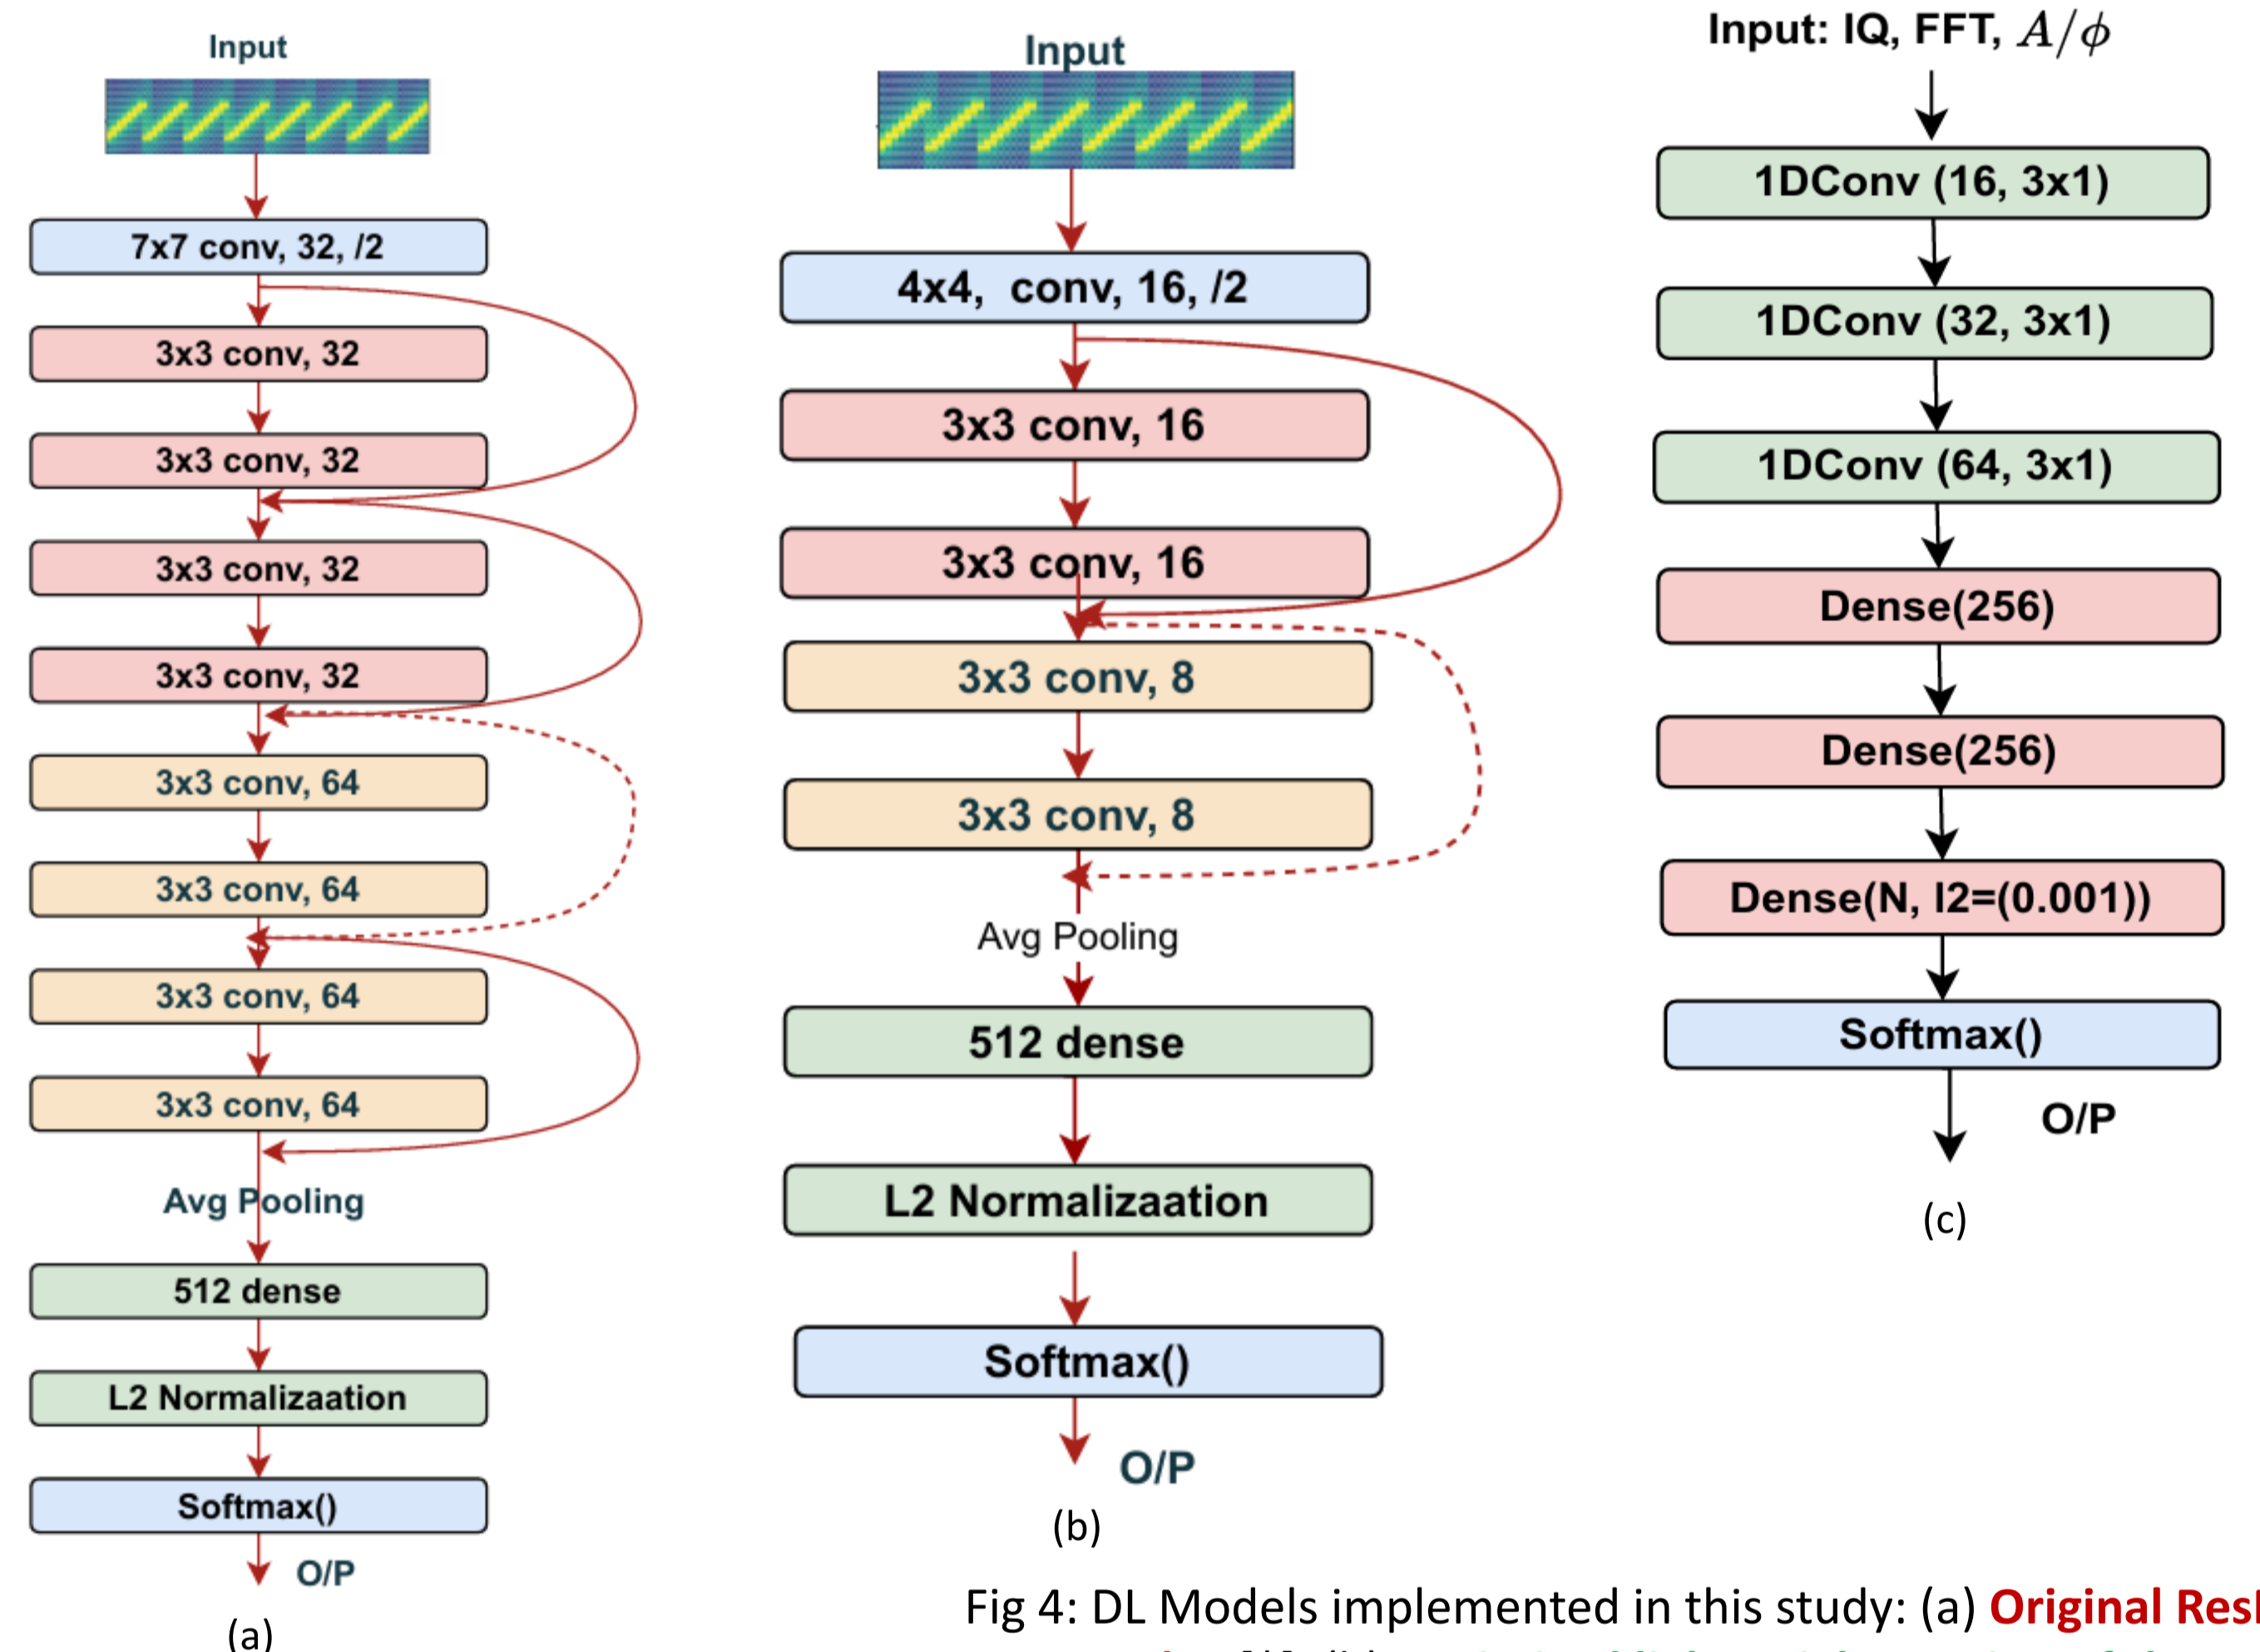 Input
7x7 conv, 32, /2
3x3 conv, 32
3x3 conv, 32
3x3 conv, 32
3x3 conv, 32
3x3 conv, 64
3x3 conv, 64
3x3 conv, 64
3x3 conv, 64
Avg Pooling
512 dense
L2 Normalizaation
Softmax()
O/P
(a)
Input
4x4, conv, 16, /2
3x3 conv, 16
3x3 conv, 16
3x3 conv, 8
3x3 conv, 8
Avg Pooling
512 dense
L2 Normalizaation
Softmax()
O/P
(b)
Input: IQ, FFT, A/ϕ
1DConv (16, 3x1)
1DConv (32, 3x1)
1DConv (64, 3x1)
Dense(256)
Dense(256)
Dense(N, l2=(0.001))
Softmax()
O/P
(c)
Fig 4: DL Models implemented in this study: (a) Original Res